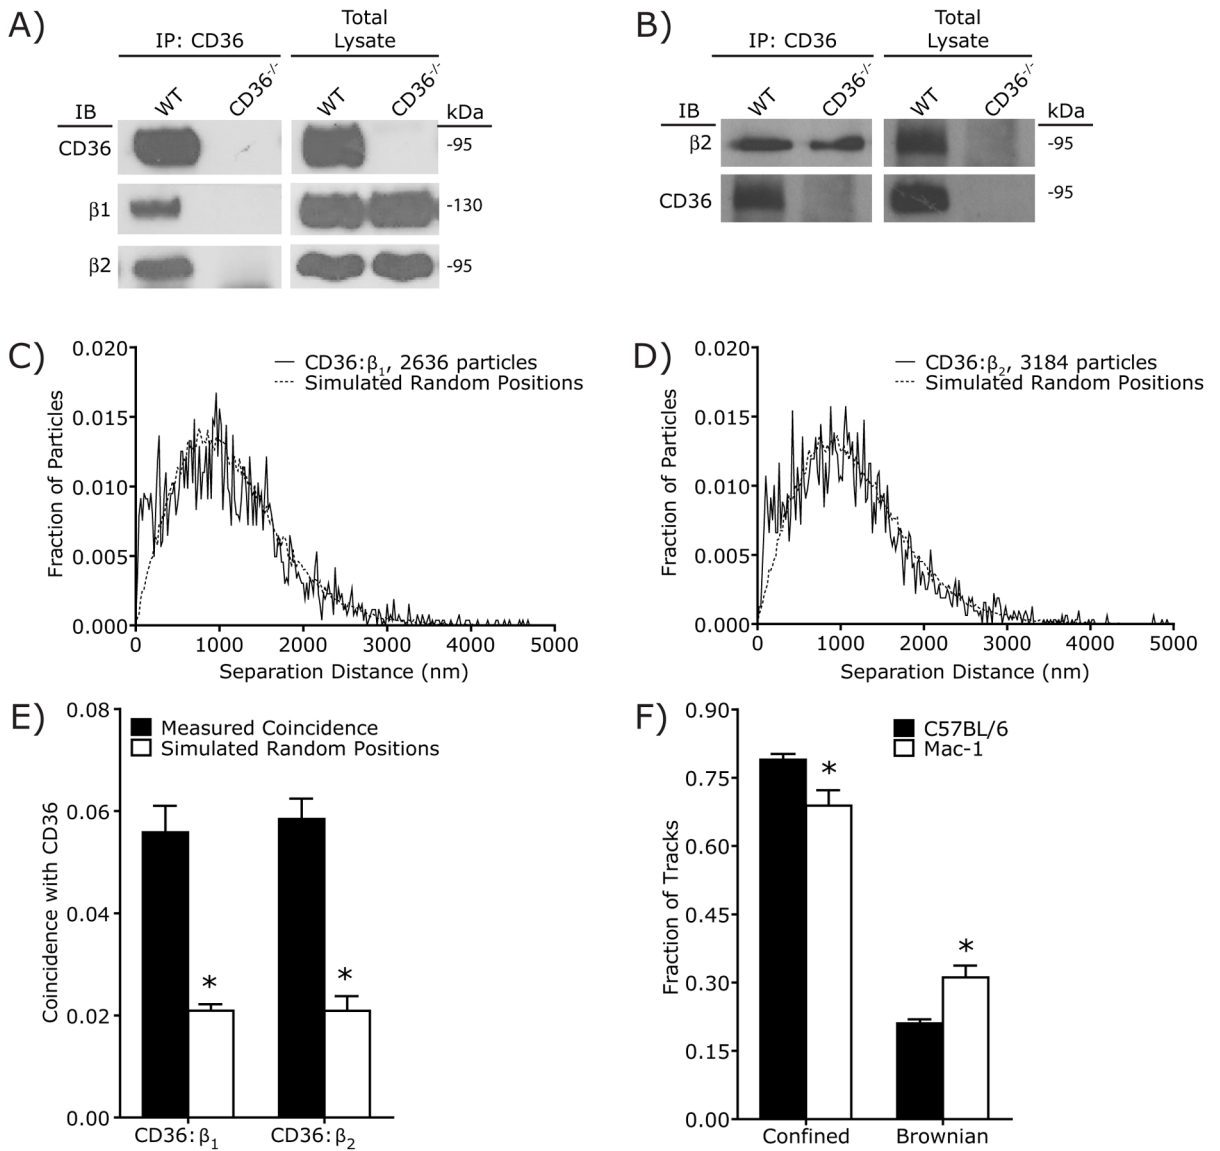 A)
IP: CD36
Total
Lysate
WT
CD36-/-
WT
CD36-/-
IB
kDa
CD36
-95
β1
-130
β2
-95
B)
IP: CD36
Total
Lysate
WT
CD36-/-
WT
CD36-/-
IB
kDa
β2
-95
CD36
-95
C)
CD36:β1, 2636 particles
Simulated Random Positions
Fraction of Particles
0.020
0.015
0.010
0.005
0.000
0
1000
2000
3000
4000
5000
Separation Distance (nm)
D)
CD36:β2, 3184 particles
Simulated Random Positions
Fraction of Particles
0.020
0.015
0.010
0.005
0.000
0
1000
2000
3000
4000
5000
Separation Distance (nm)
E)
Measured Coincidence
Simulated Random Positions
Coincidence with CD36
0.08
0.06
0.04
0.02
0.00
*
*
CD36:β1
CD36:β2
F)
C57BL/6
Mac-1
Fraction of Tracks
0.90
0.75
0.60
0.45
0.30
0.15
0.00
*
*
Confined
Brownian